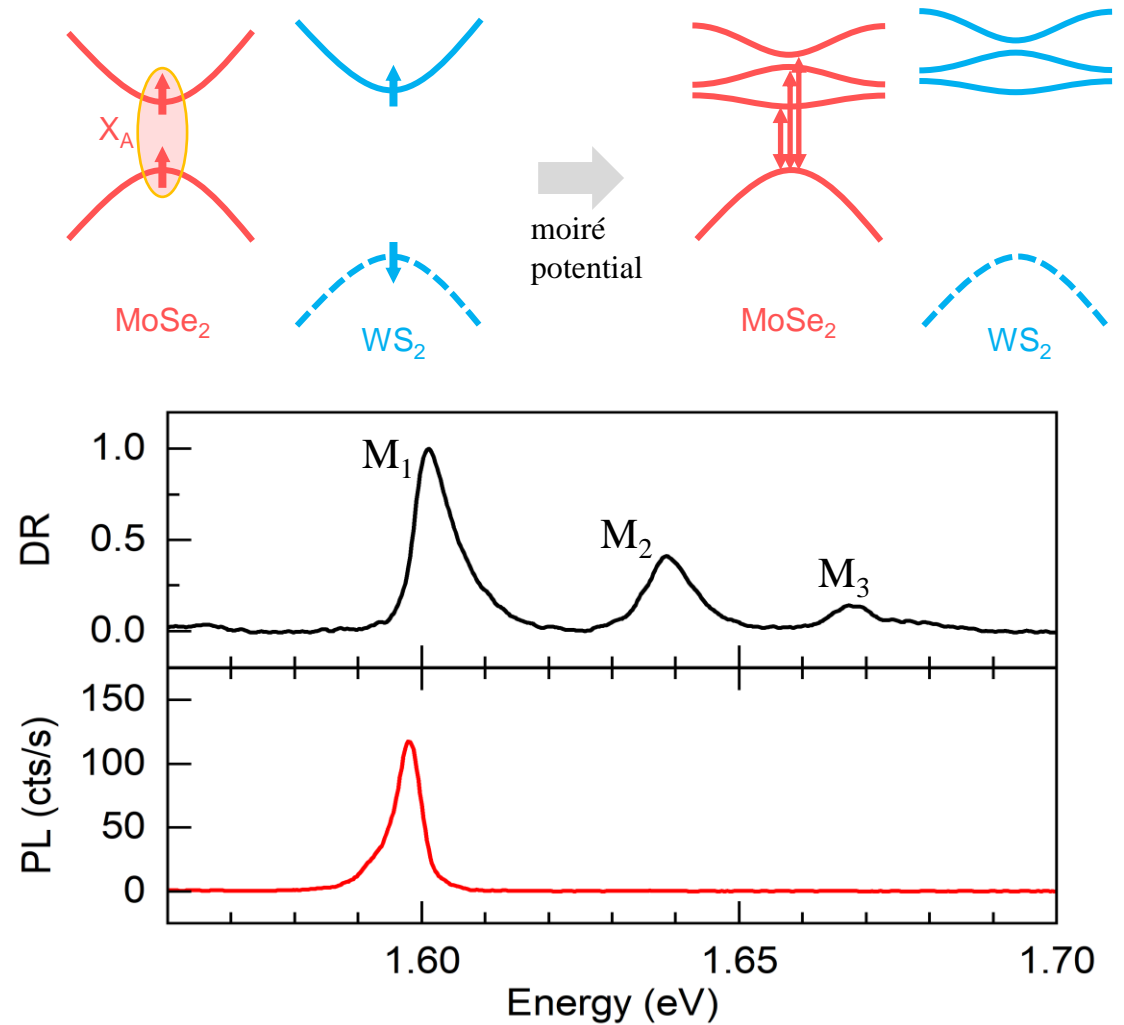 X_A
MoSe₂
WS₂
moiré
potential
MoSe₂
WS₂
DR
1.0
0.5
0.0
M₁
M₂
M₃
PL (cts/s)
150
100
50
0
1.60 1.65 1.70
Energy (eV)